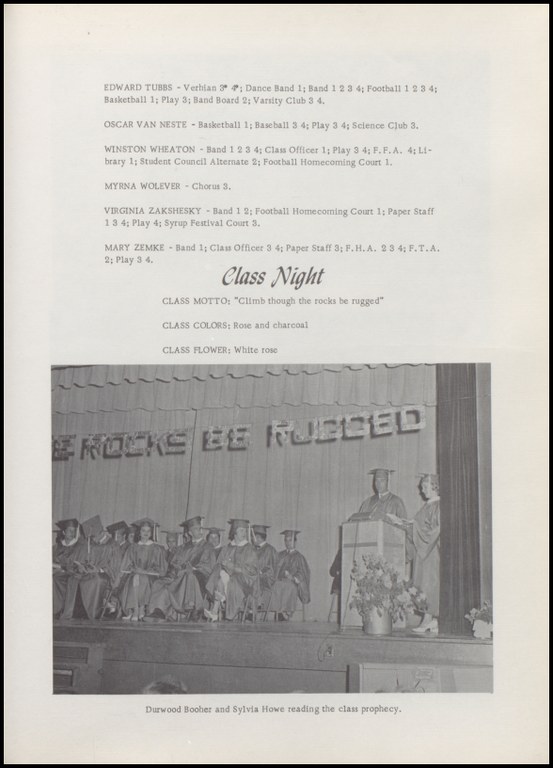 EDWARD TUBBS - Verbian 3* 4*; Dance Band 1; Band 1 2 3 4; Football 1 2 3 4;
Basketball 1; Play 3; Band Board 2; Varsity Club 3 4.
OSCAR VAN NESTE - Basketball 1; Baseball 3 4; Play 3 4; Science Club 3.
WINSTON WHEATON - Band 1 2 3 4; Class Officer 1; Play 3 4; F.F.A. 4; Li-
brary 1; Student Council Alternate 2; Football Homecoming Court 1.
MYRNA WOLEVER - Chorus 3.
VIRGINIA ZAKSHESKY - Band 1 2; Football Homecoming Court 1; Paper Staff
1 3 4; Play 4; Syrup Festival Court 3.
MARY ZEMKE - Band 1; Class Officer 3 4; Paper Staff 3; F.H.A. 2 3 4; F.T.A.
2; Play 3 4.
Class Night
CLASS MOTTO: "Climb though the rocks be rugged"
CLASS COLORS: Rose and charcoal
CLASS FLOWER: White rose
E ROCKS BE RUGGED
Durwood Booher and Sylvia Howe reading the class prophecy.